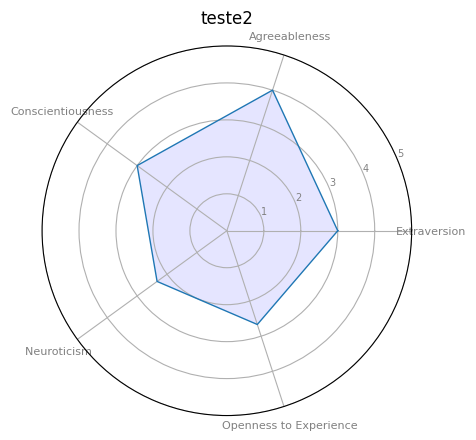 teste2
Agreeableness
Conscientiousness
5
4
3
2
1
Extraversion
Neuroticism
Openness to Experience